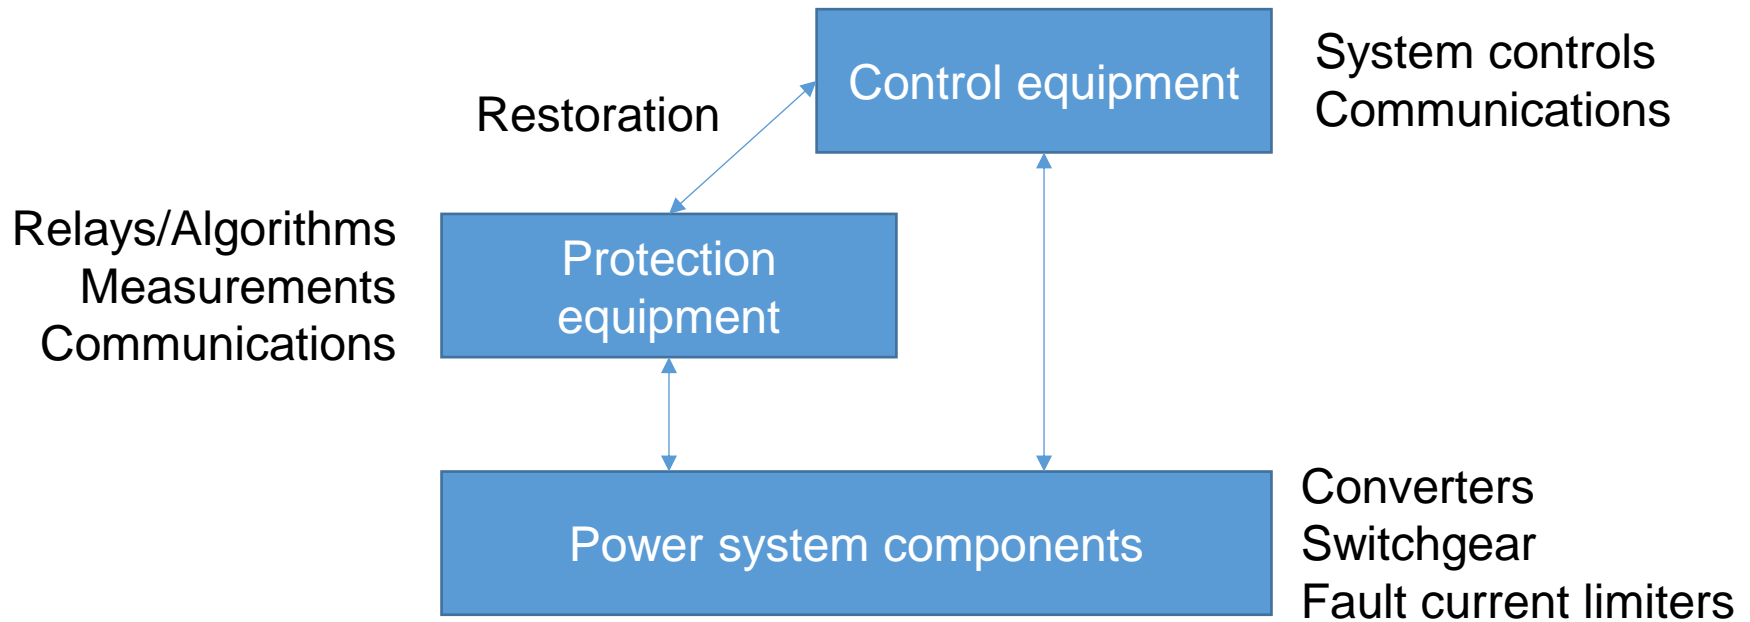 Control equipment
System controls
Communications
Restoration
Relays/Algorithms
Measurements
Communications
Protection
equipment
Power system components
Converters
Switchgear
Fault current limiters